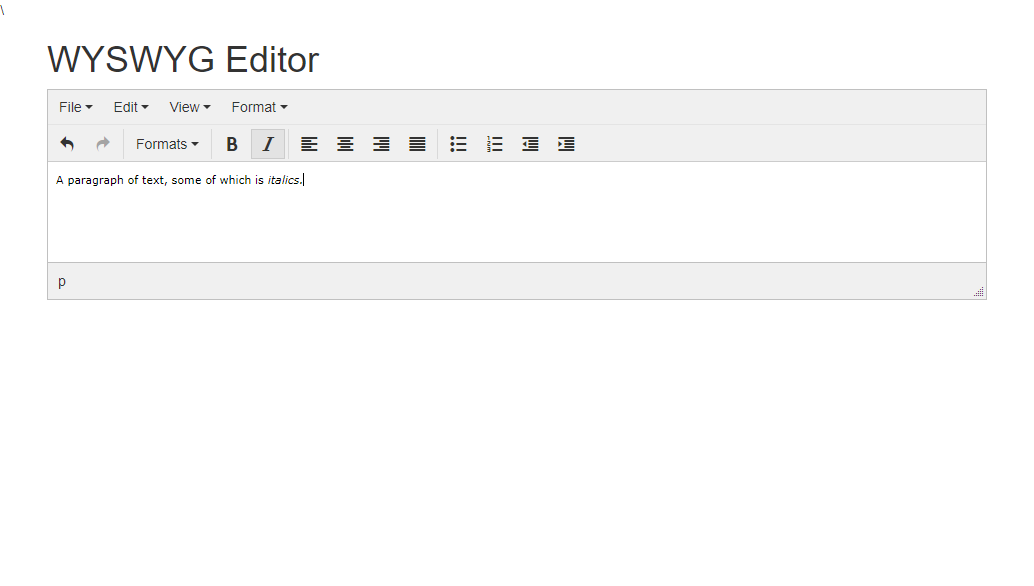 \
WYSWYG Editor
File Edit View Format
Formats B I
A paragraph of text, some of which is italics.
p